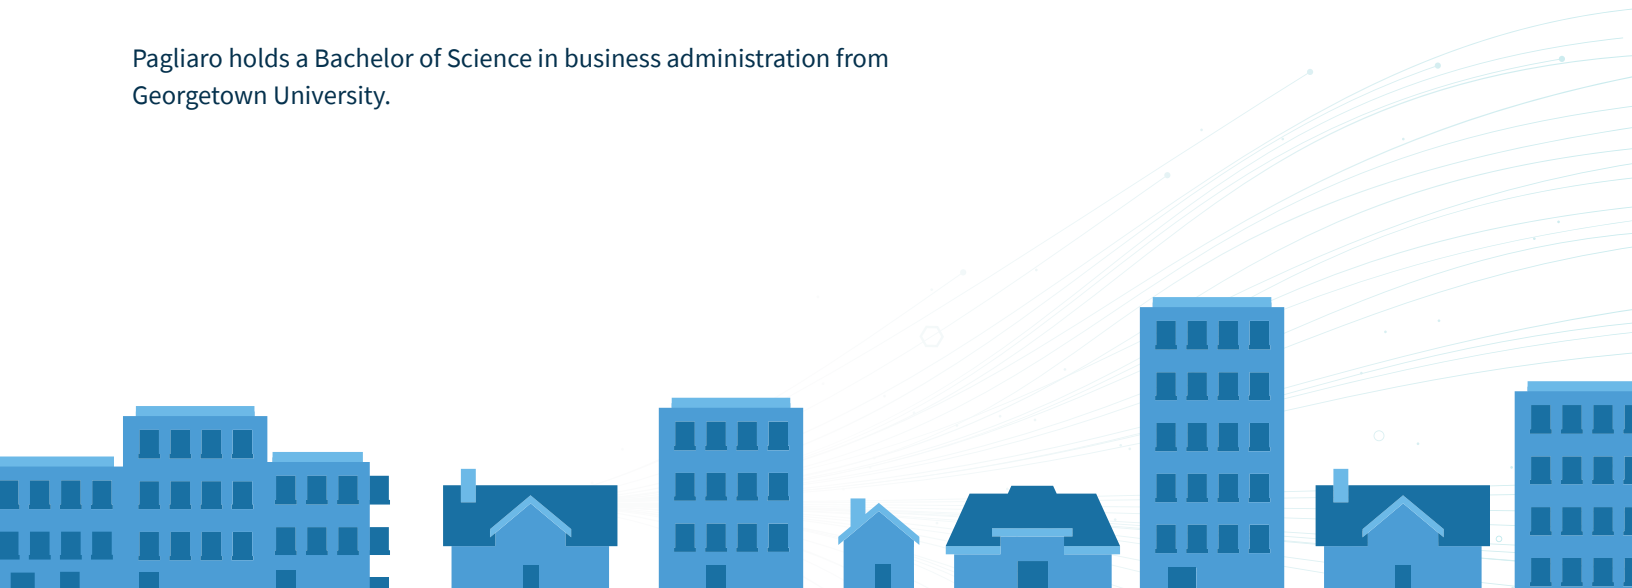 Pagliaro holds a Bachelor of Science in business administration from
Georgetown University.